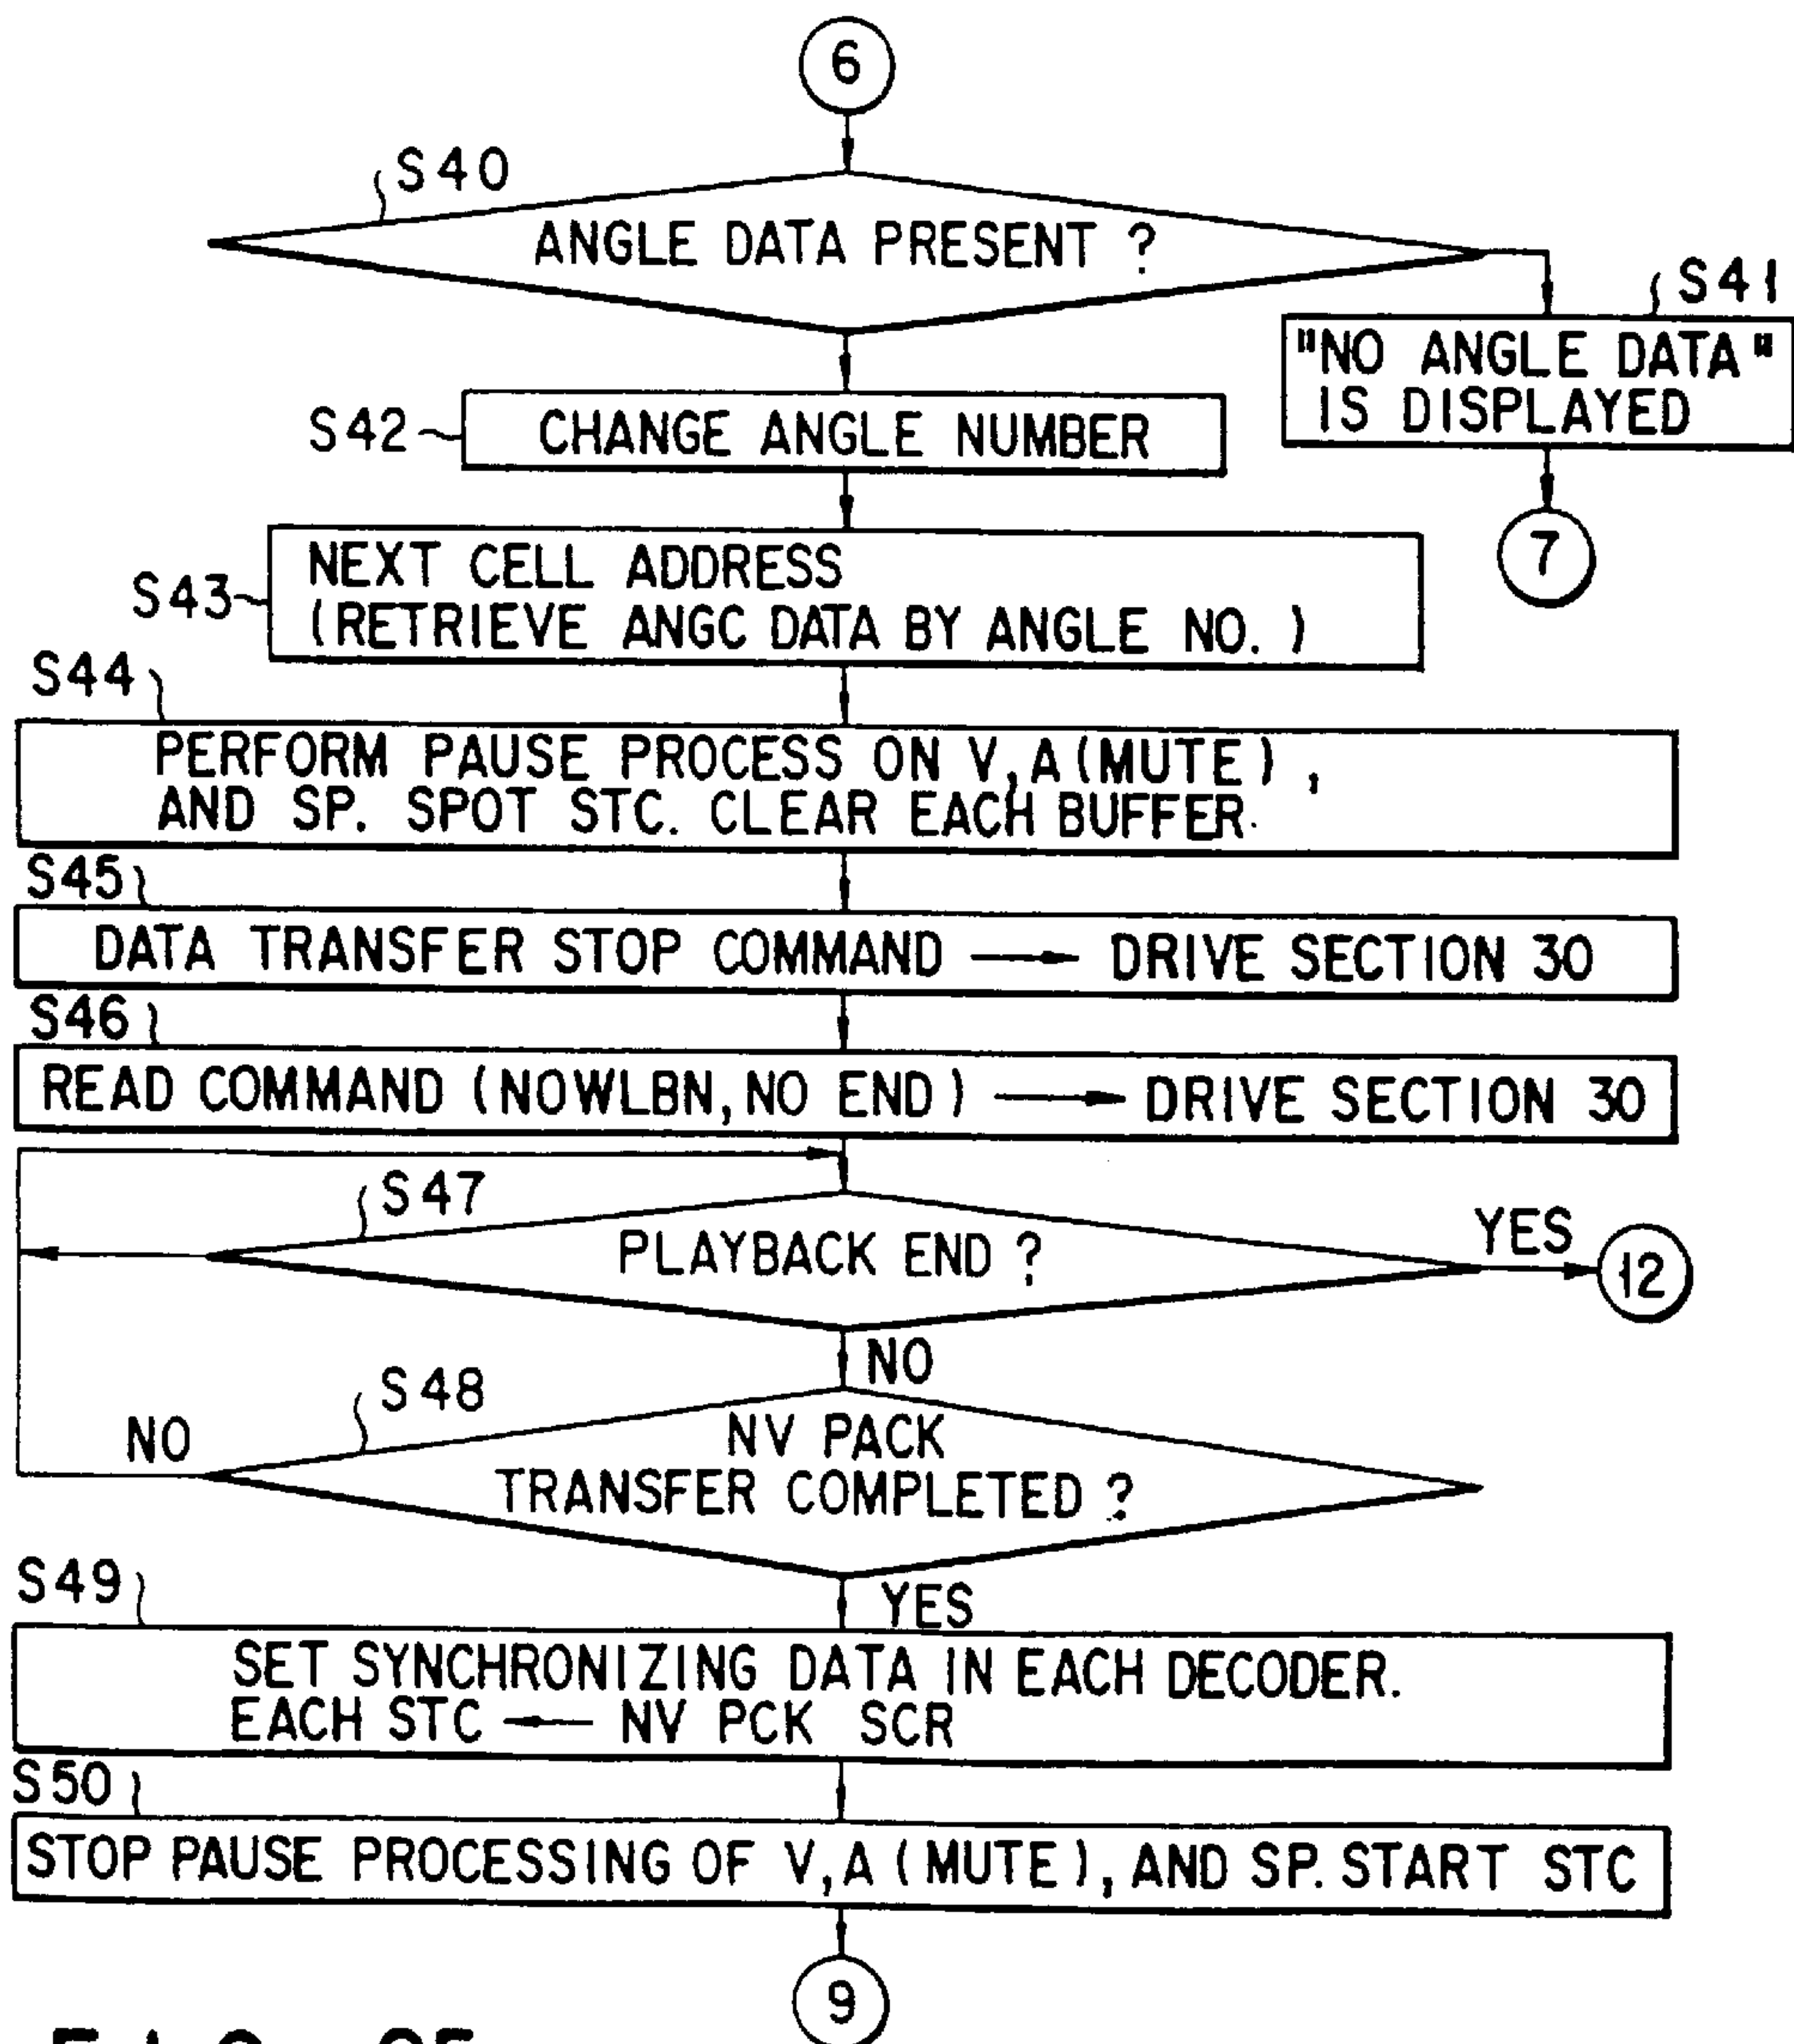 6
S40
ANGLE DATA PRESENT ?
S41
"NO ANGLE DATA"
IS DISPLAYED
S42
CHANGE ANGLE NUMBER
7
S43
NEXT CELL ADDRESS
(RETRIEVE ANGC DATA BY ANGLE NO. )
S44
PERFORM PAUSE PROCESS ON V,A(MUTE) ,
AND SP. SPOT STC. CLEAR EACH BUFFER.
S45
DATA TRANSFER STOP COMMAND → DRIVE SECTION 30
S46
READ COMMAND (NOWLBN, NO END) → DRIVE SECTION 30
S47
PLAYBACK END ?
YES
12
NO
S48
NO
NV PACK
TRANSFER COMPLETED ?
S49
YES
SET SYNCHRONIZING DATA IN EACH DECODER.
EACH STC ← NV PCK SCR
S50
STOP PAUSE PROCESSING OF V,A (MUTE), AND SP. START STC
9